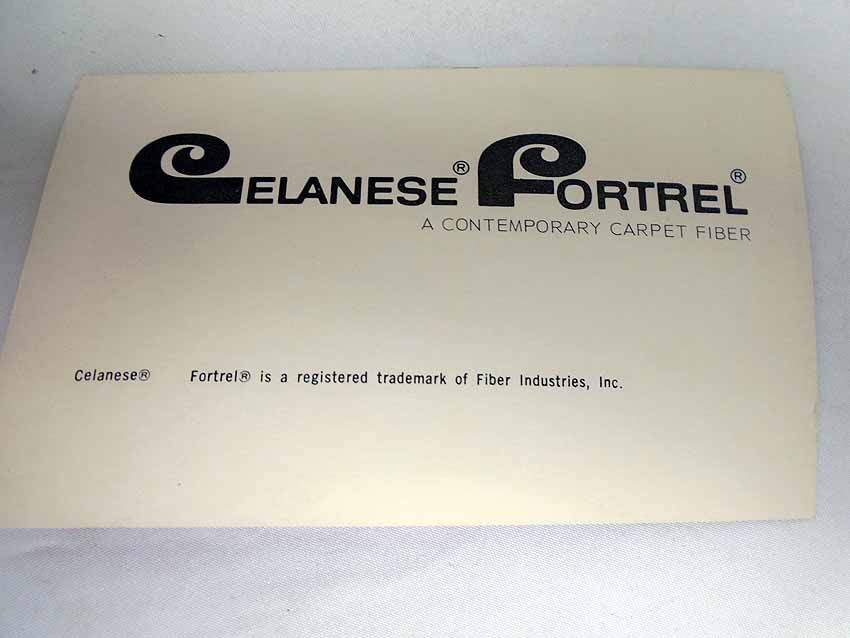 CELANESE® FORTREL®
A CONTEMPORARY CARPET FIBER
Celanese® Fortrel® is a registered trademark of Fiber Industries, Inc.